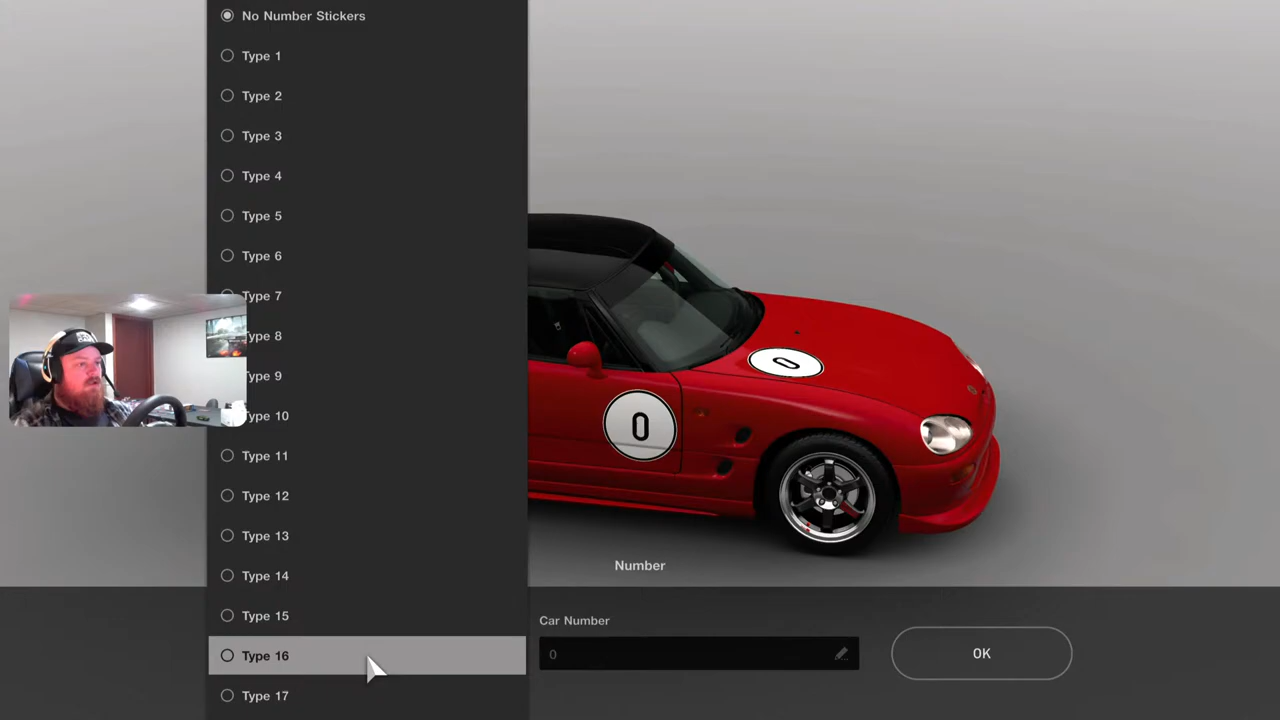 No Number Stickers
Type 1
Type 2
Type 3
Type 4
Type 5
Type 6
Type 7
Type 8
Type 9
Type 10
Type 11
Type 12
Type 13
Type 14
Type 15
Type 16
Type 17
0
0
Number
Car Number
0
OK